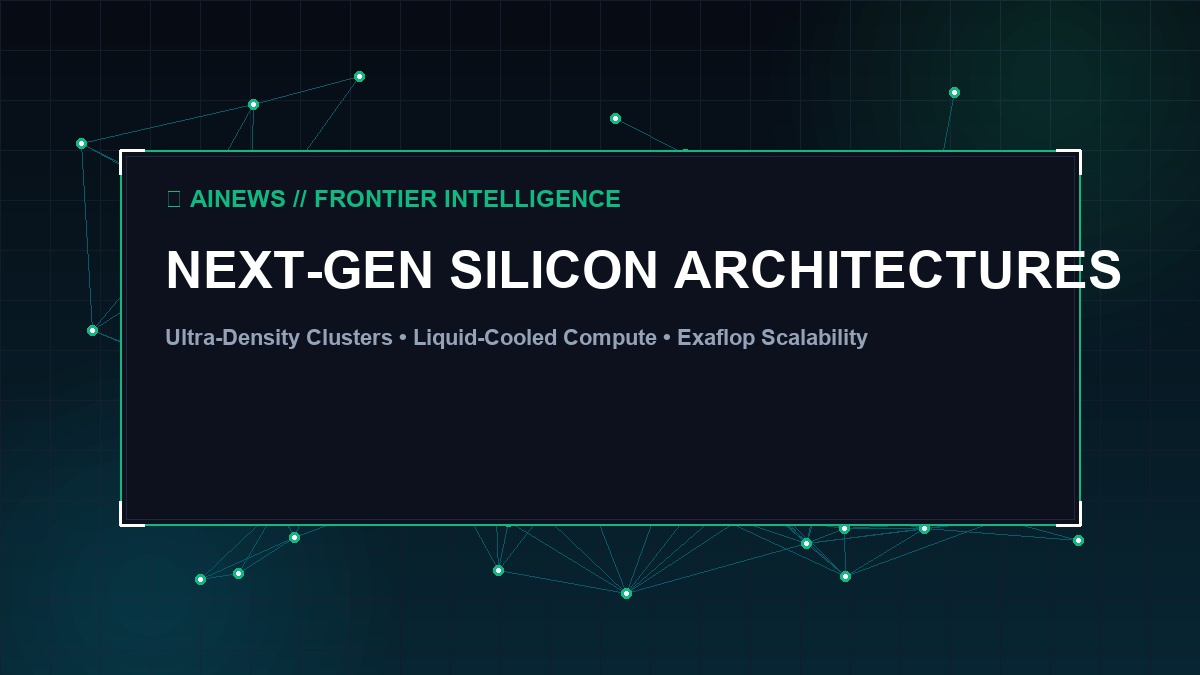 AINEWS // FRONTIER INTELLIGENCE
NEXT-GEN SILICON ARCHITECTURES
Ultra-Density Clusters • Liquid-Cooled Compute • Exaflop Scalability